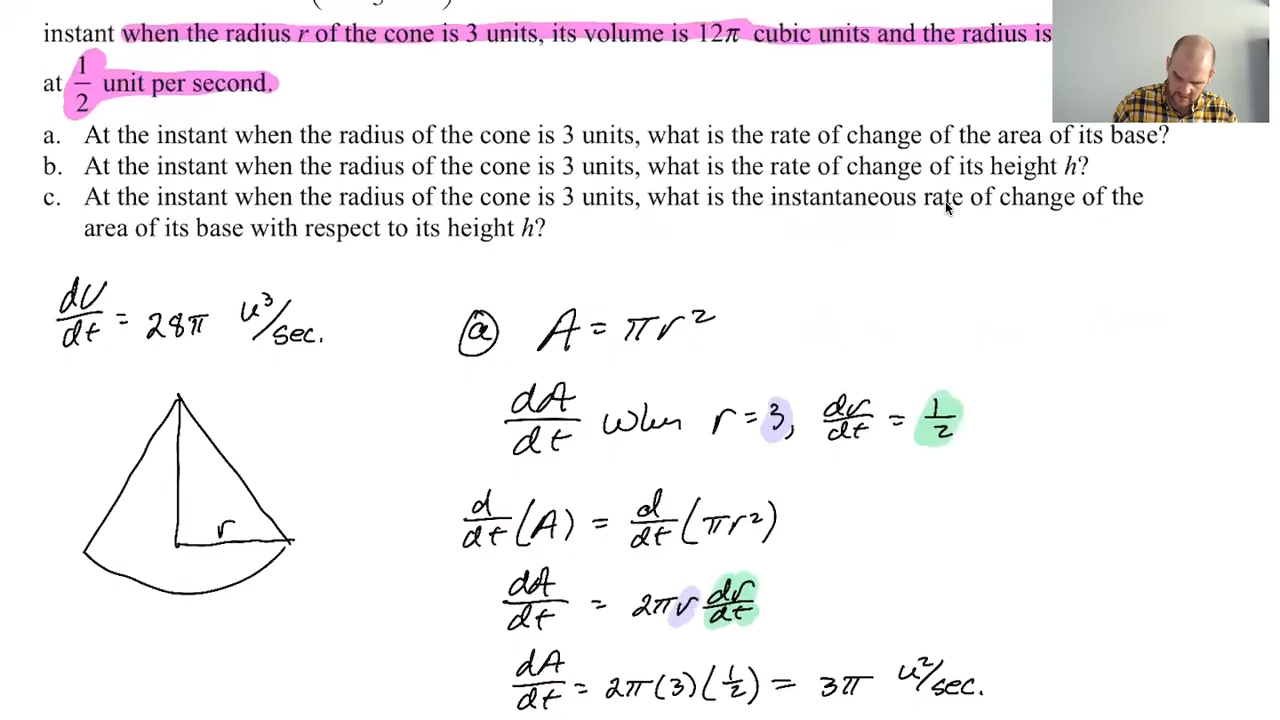 instant when the radius r of the cone is 3 units, its volume is 12π cubic units and the radius is
at 1/2 unit per second.
a. At the instant when the radius of the cone is 3 units, what is the rate of change of the area of its base?
b. At the instant when the radius of the cone is 3 units, what is the rate of change of its height h?
c. At the instant when the radius of the cone is 3 units, what is the instantaneous rate of change of the
area of its base with respect to its height h?
dV/dt = 28π u³/sec.
r
ⓐ A = πr²
dA/dt when r = 3, dr/dt = 1/2
d/dt (A) = d/dt (πr²)
dA/dt = 2πr dr/dt
dA/dt = 2π(3)(1/2) = 3π u²/sec.